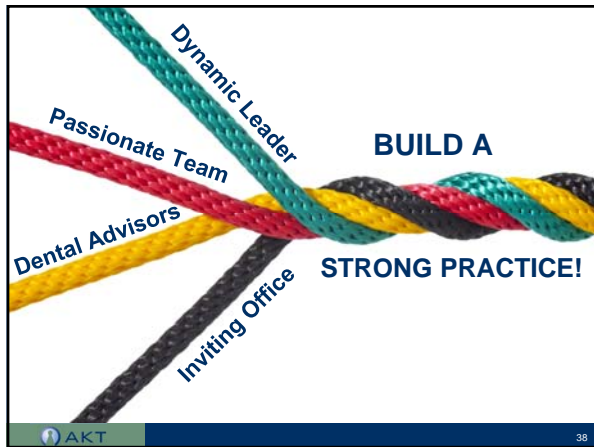 Dynamic Leader
Passionate Team
BUILD A
Dental Advisors
STRONG PRACTICE!
Inviting Office
AKT
38